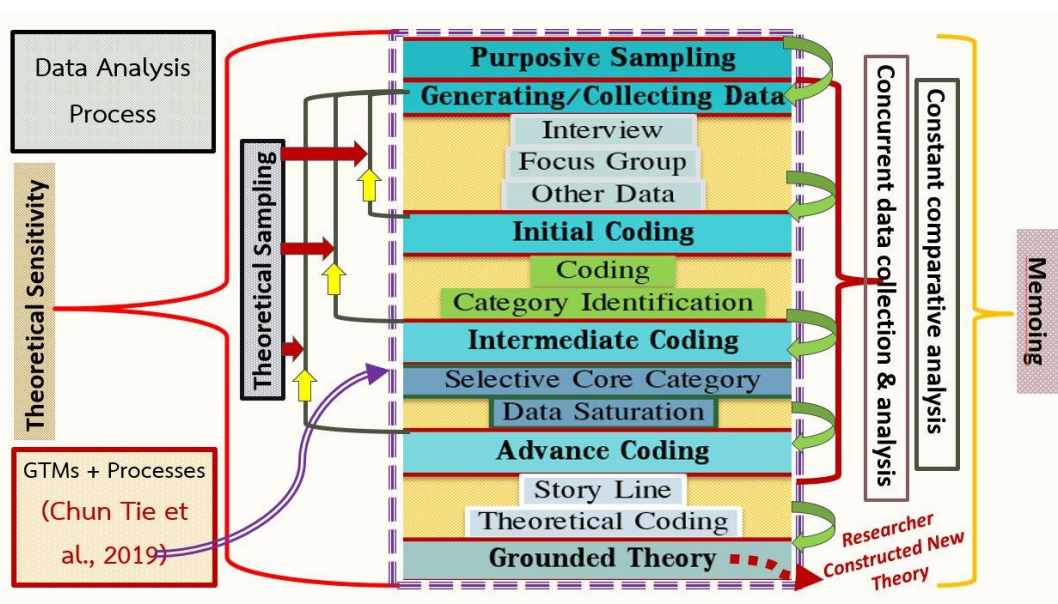 Data Analysis
Process
Theoretical Sensitivity
GTMs + Processes
(Chun Tie et
al., 2019)
Theoretical Sampling
Purposive Sampling
Generating/Collecting Data
Interview
Focus Group
Other Data
Initial Coding
Coding
Category Identification
Intermediate Coding
Selective Core Category
Data Saturation
Advance Coding
Story Line
Theoretical Coding
Grounded Theory
Researcher
Constructed New
Theory
Concurrent data collection & analysis
Constant comparative analysis
Memoing